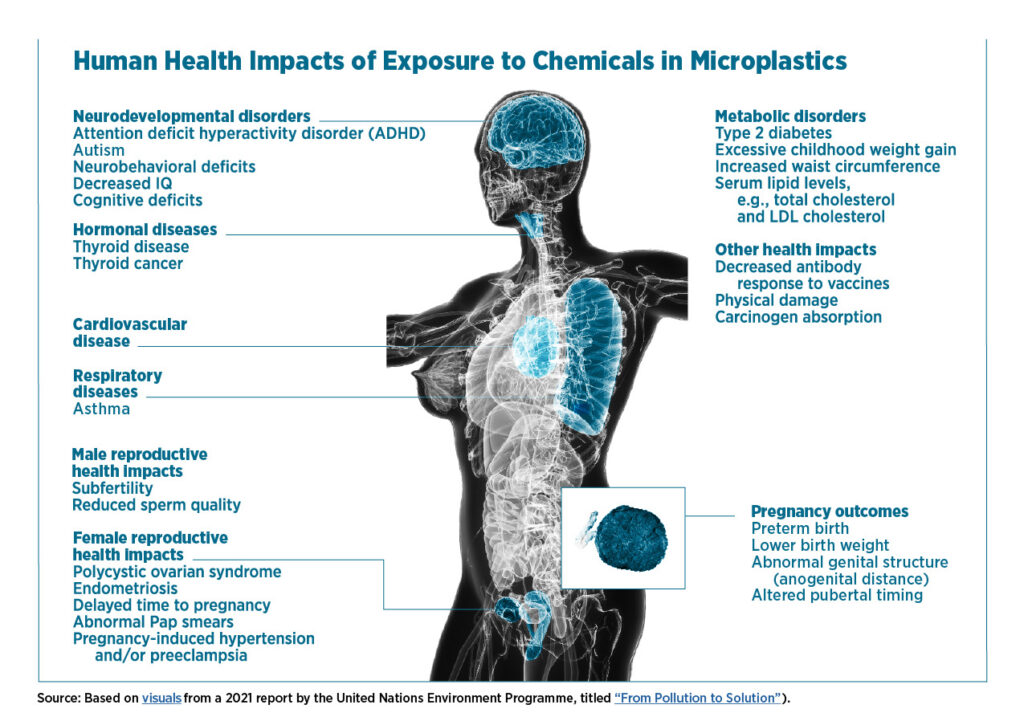 Human Health Impacts of Exposure to Chemicals in Microplastics
Neurodevelopmental disorders
Attention deficit hyperactivity disorder (ADHD)
Autism
Neurobehavioral deficits
Decreased IQ
Cognitive deficits
Hormonal diseases
Thyroid disease
Thyroid cancer
Cardiovascular
disease
Respiratory
diseases
Asthma
Male reproductive
health impacts
Subfertility
Reduced sperm quality
Female reproductive
health impacts
Polycystic ovarian syndrome
Endometriosis
Delayed time to pregnancy
Abnormal Pap smears
Pregnancy-induced hypertension
and/or preeclampsia
Metabolic disorders
Type 2 diabetes
Excessive childhood weight gain
Increased waist circumference
Serum lipid levels,
e.g., total cholesterol
and LDL cholesterol
Other health impacts
Decreased antibody
response to vaccines
Physical damage
Carcinogen absorption
Pregnancy outcomes
Preterm birth
Lower birth weight
Abnormal genital structure
(anogenital distance)
Altered pubertal timing
Source: Based on visuals from a 2021 report by the United Nations Environment Programme, titled “From Pollution to Solution”).